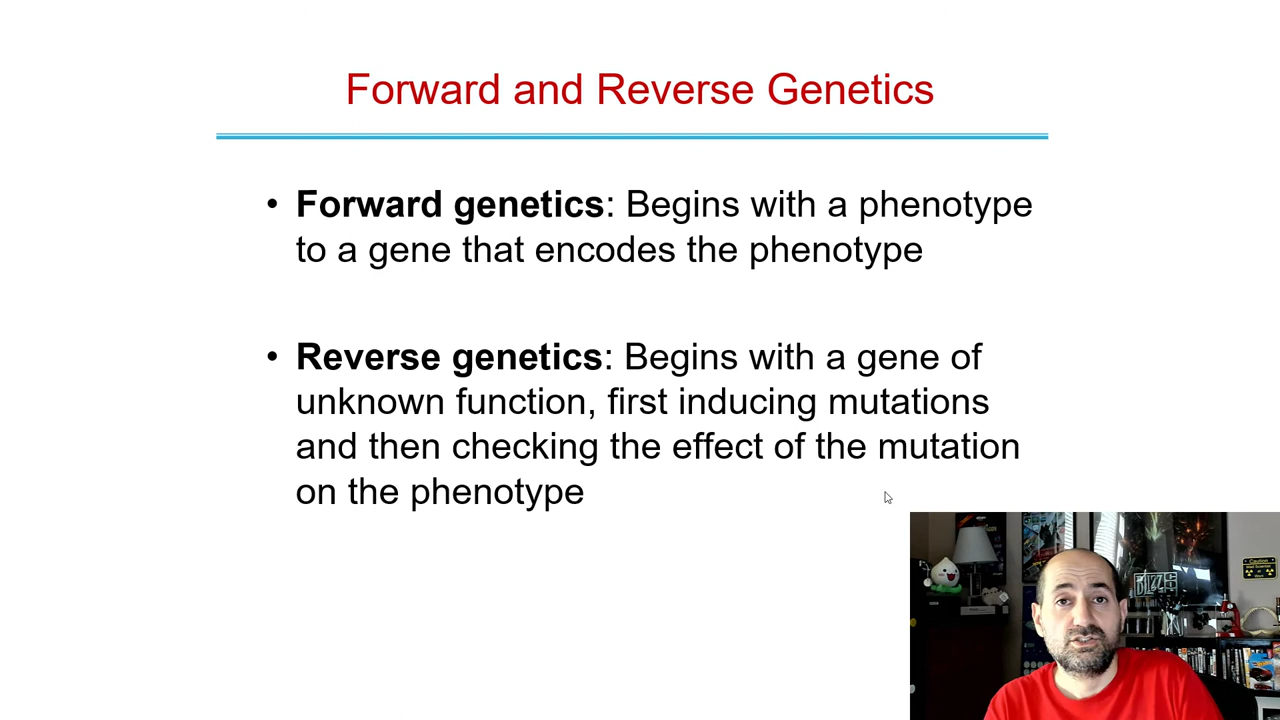 Forward and Reverse Genetics
• Forward genetics: Begins with a phenotype
to a gene that encodes the phenotype
• Reverse genetics: Begins with a gene of
unknown function, first inducing mutations
and then checking the effect of the mutation
on the phenotype
Caution